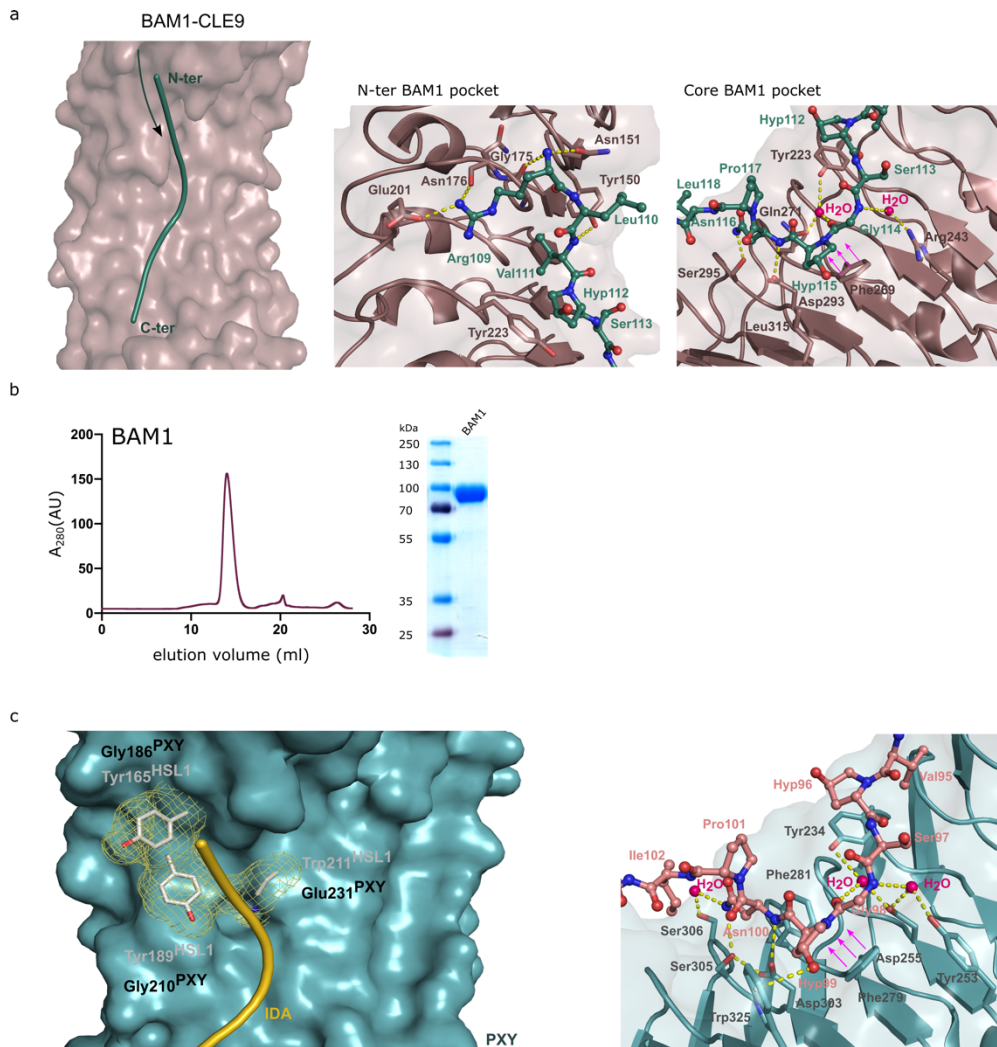 a
BAM1-CLE9
N-ter
C-ter
N-ter BAM1 pocket
Asn151
Gly175
Asn176
Glu201
Tyr150
Leu110
Arg109
Val111
Hyp112
Ser113
Tyr223
Core BAM1 pocket
Hyp112
Tyr223
Pro117
Ser113
Leu118
H2O
H2O
Gln271
Asn116
Gly114
Arg243
Ser295
Hyp115
Phe269
Asp293
Leu315
b
BAM1
A280(AU)
200
150
100
50
0
0 10 20 30
elution volume (ml)
kDa
BAM1
250
130
100
70
55
35
25
c
Gly186PXY
Tyr165HSL1
Trp211HSL1
Glu231PXY
Tyr189HSL1
Gly210PXY
IDA
PXY
Hyp96
Val95
Pro101
Tyr234
Ser97
Ile102
Phe281
H2O
H2O
H2O
Asn100
Ser306
Asp255
Ser305
Hyp99
Tyr253
Asp303
Phe279
Trp325